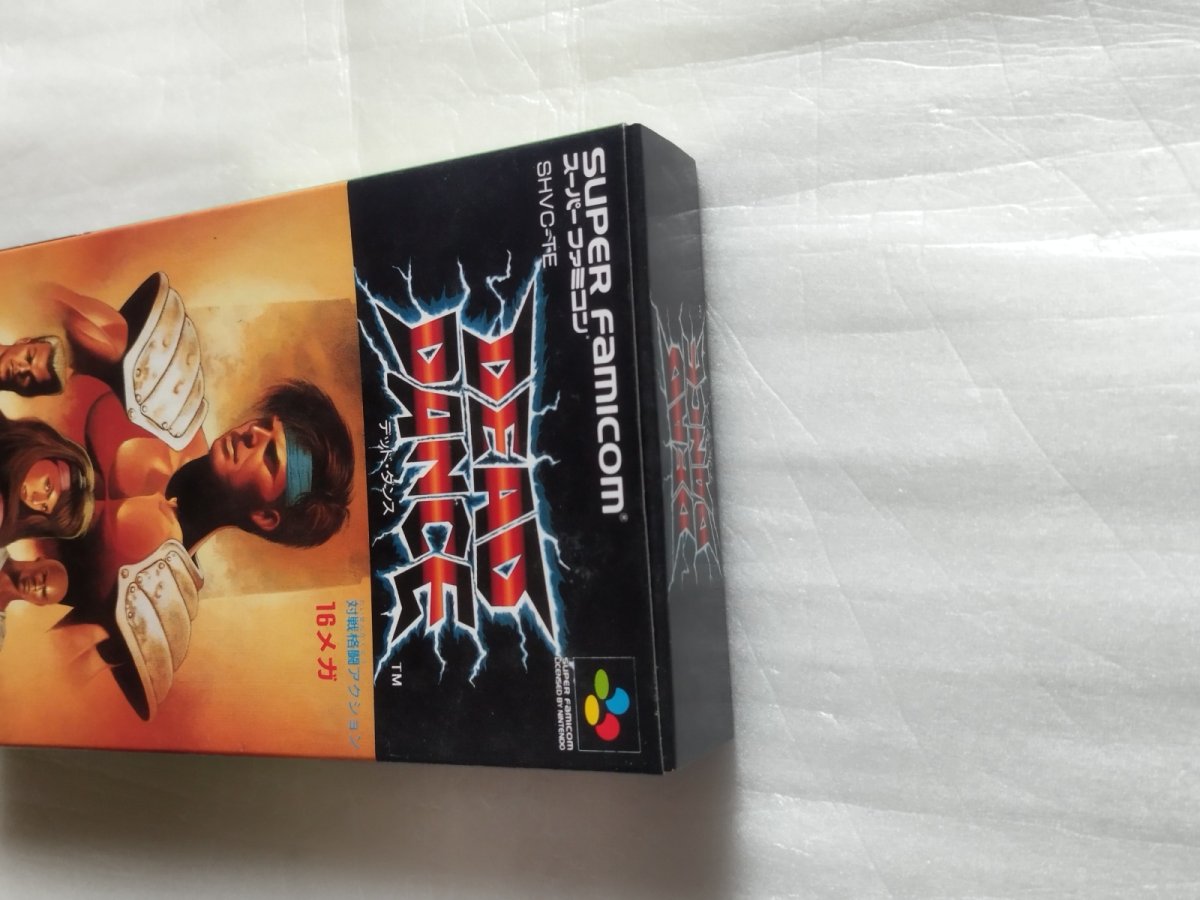 SUPER FAMICOM®
スーパーファミコン®
SHVC-TE
DEAD
DANCE
デッド・ダンス
TM
SUPER FAMICOM
LICENSED BY NINTENDO
対戦格闘アクション
16メガ
DEAD
DANCE